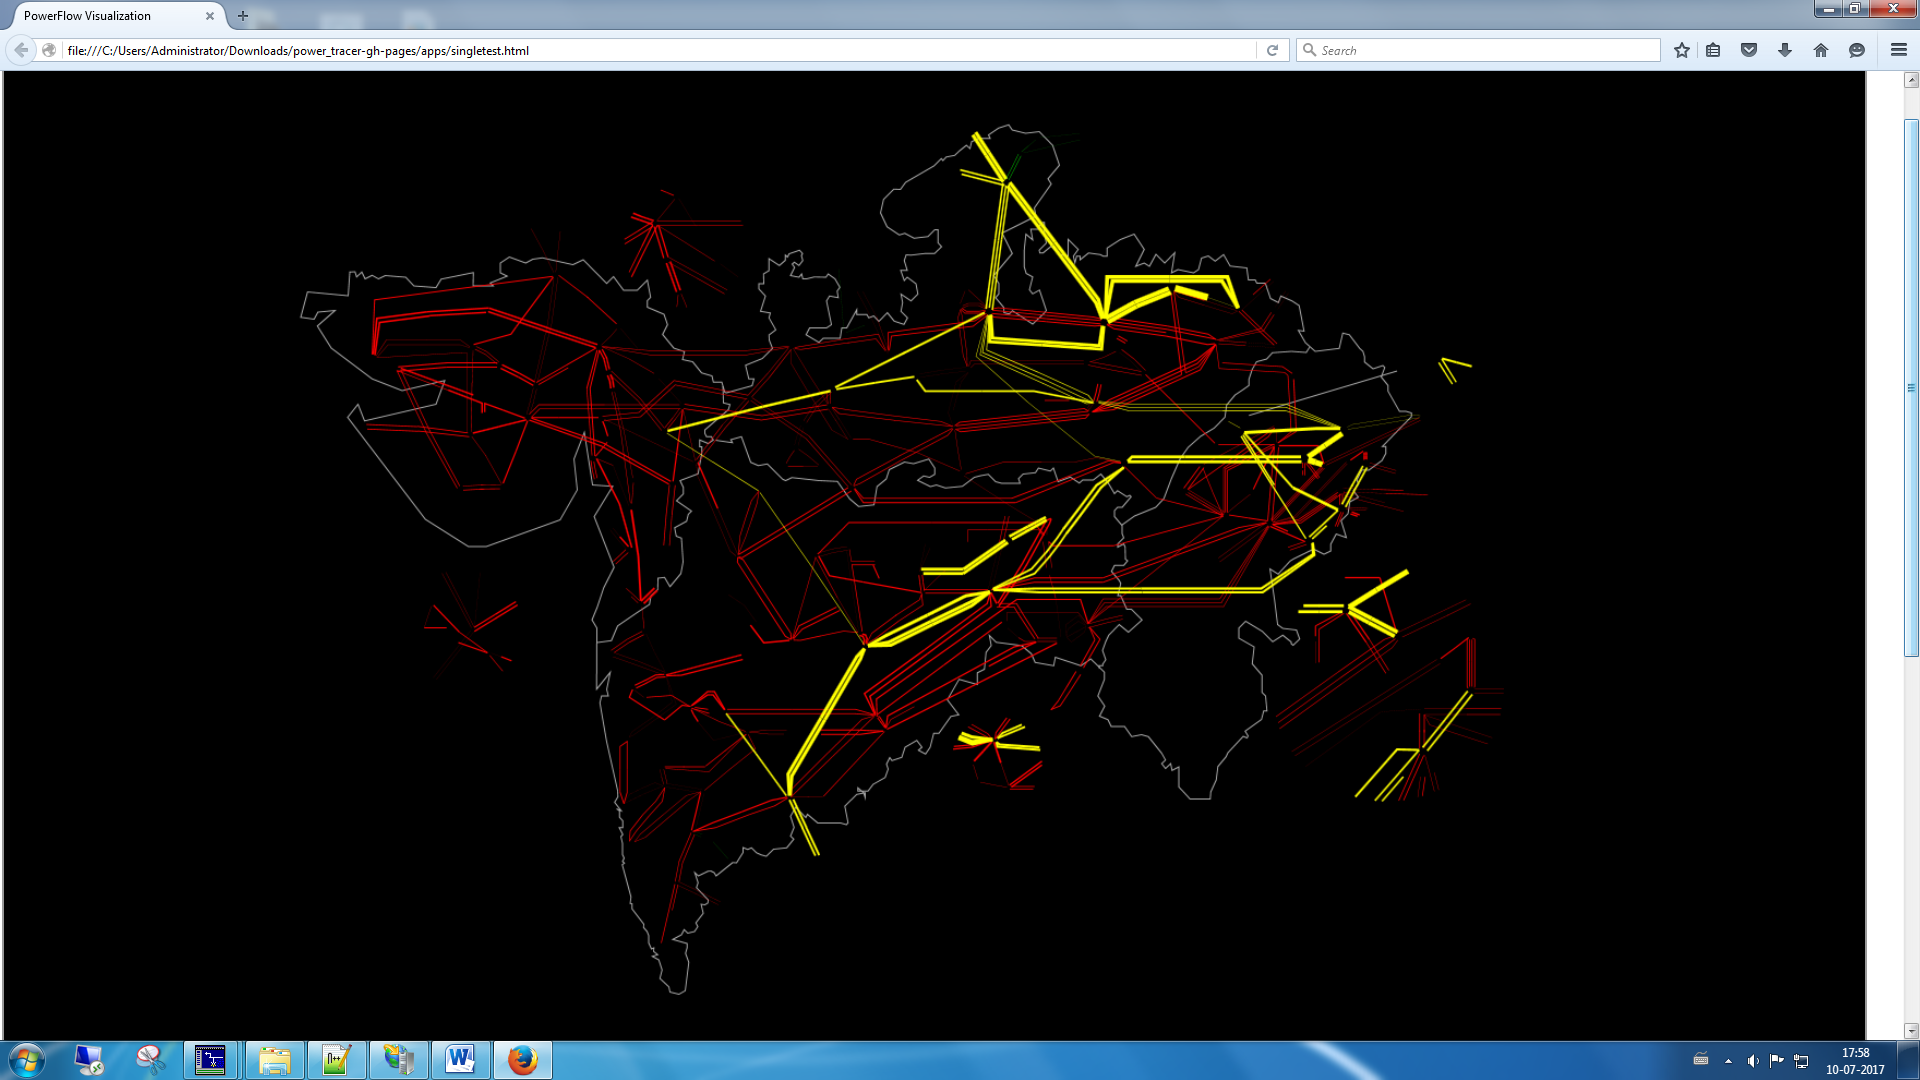 PowerFlow Visualization
file:///C:/Users/Administrator/Downloads/power_tracer-gh-pages/apps/singletest.html
Search
17:58
10-07-2017